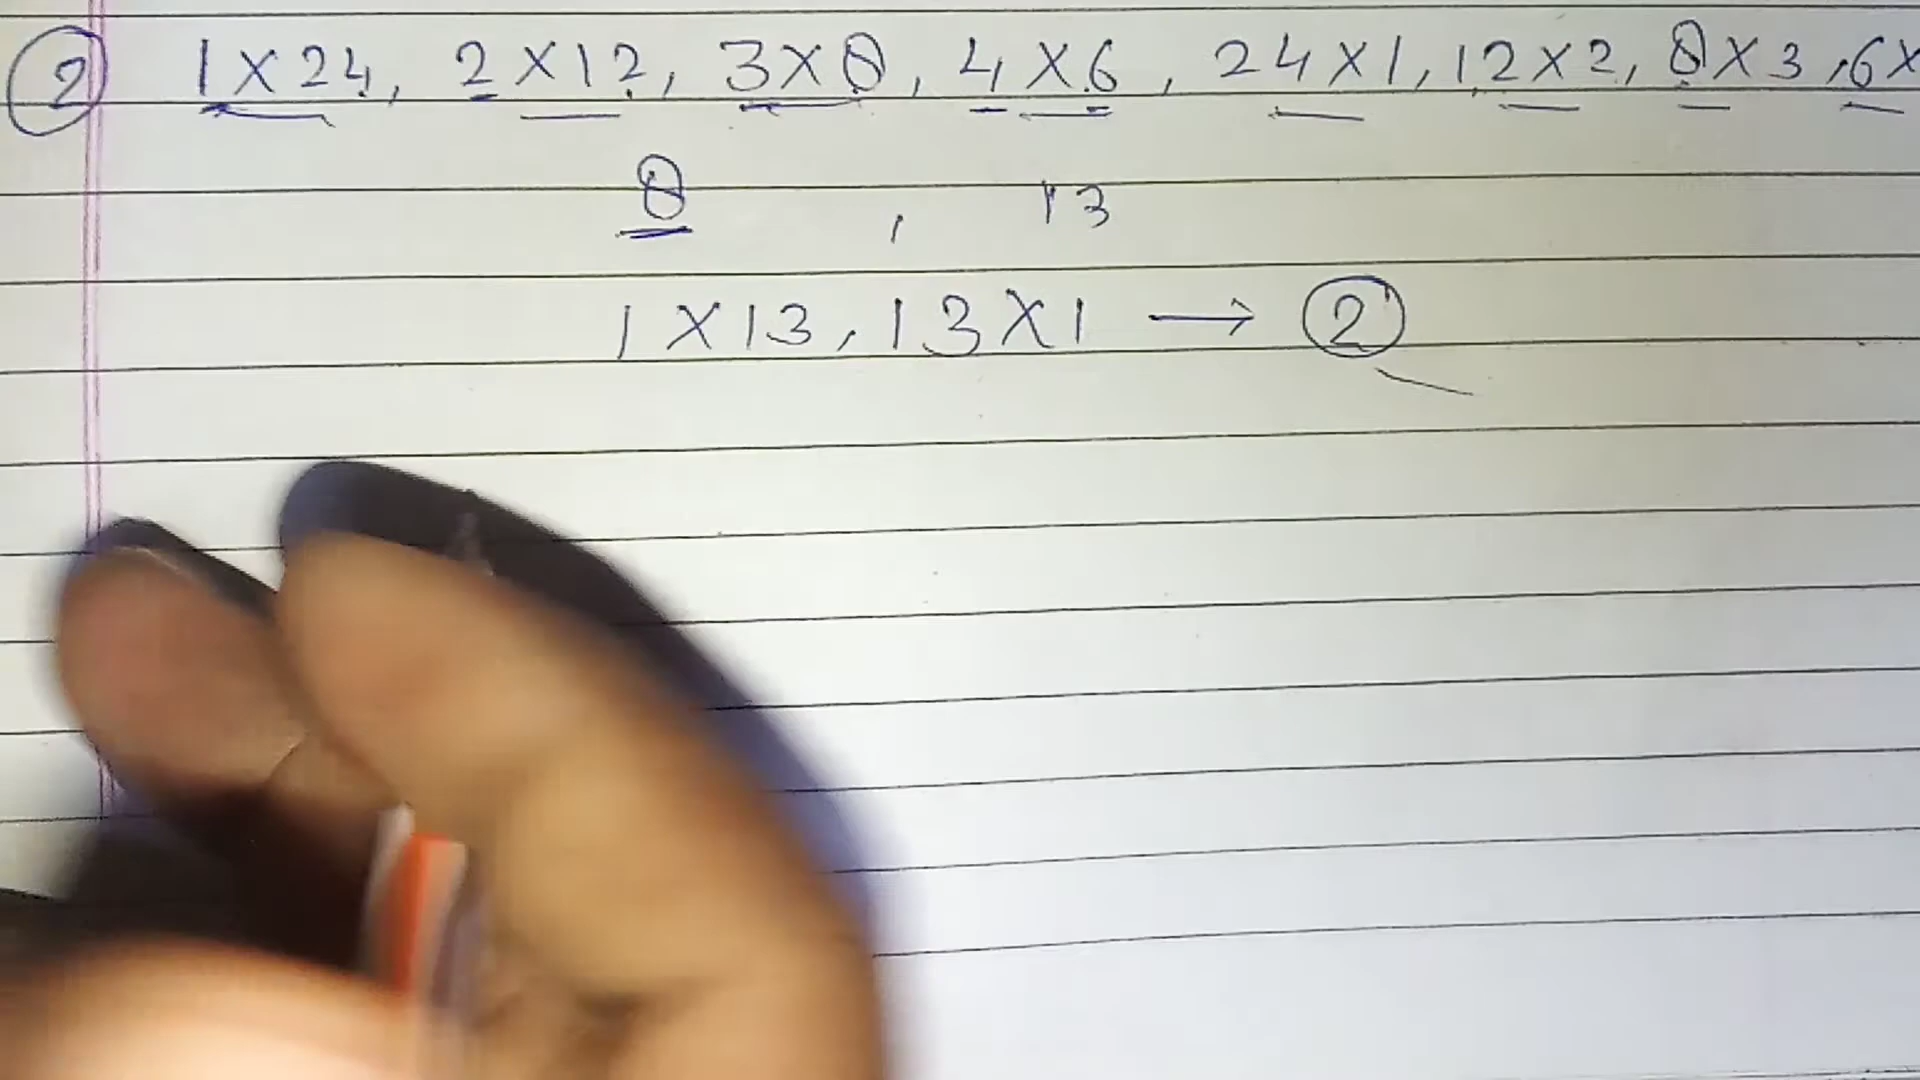 2 1 X 24, 2 X 12, 3 X 8, 4 X 6, 24 X 1, 12 X 2, 8 X 3, 6 X
8 , 13
1 X 13, 13 X 1 → 2